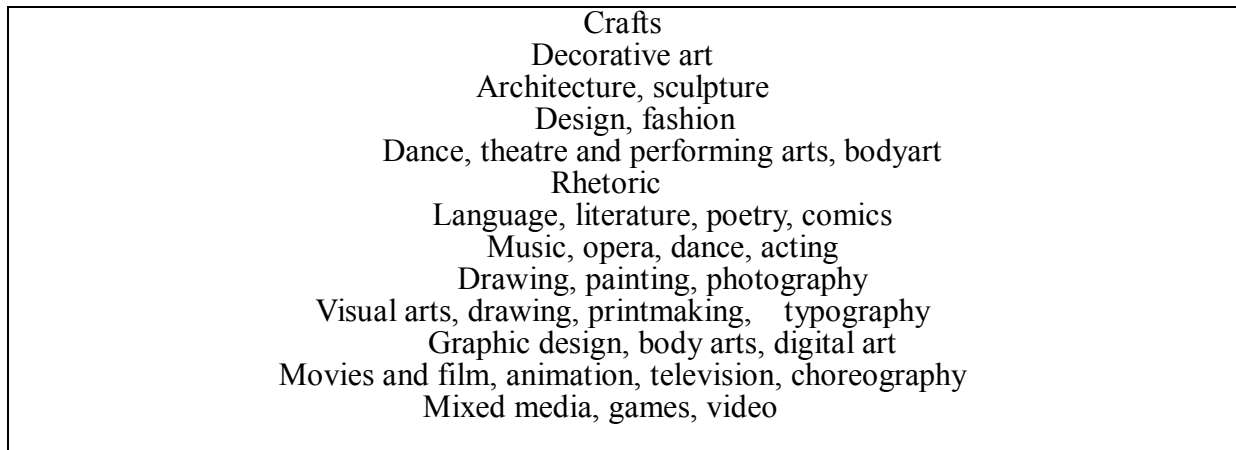 Crafts
Decorative art
Architecture, sculpture
Design, fashion
Dance, theatre and performing arts, bodyart
Rhetoric
Language, literature, poetry, comics
Music, opera, dance, acting
Drawing, painting, photography
Visual arts, drawing, printmaking, typography
Graphic design, body arts, digital art
Movies and film, animation, television, choreography
Mixed media, games, video